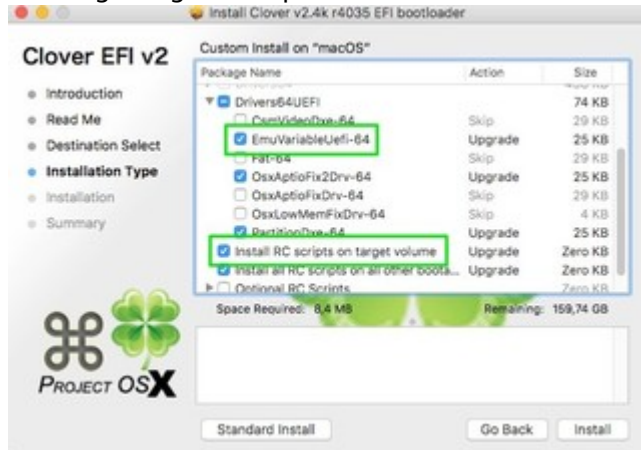 Install Clover v2.4k r4035 EFI bootloader
Clover EFI v2
Introduction
Read Me
Destination Select
Installation Type
Installation
Summary
PROJECT OSX
Custom Install on "macOS"
Package Name Action Size
Drivers64UEFI 74 KB
CsmVideoDxe-64 Skip 29 KB
EmuVariableUefi-64 Upgrade 25 KB
Fat-64 Skip 29 KB
OsxAptioFix2Drv-64 Upgrade 25 KB
OsxAptioFixDrv-64 Skip 29 KB
OsxLowMemFixDrv-64 Skip 4 KB
PartitionDxe-64 Upgrade 25 KB
Install RC scripts on target volume Upgrade Zero KB
Install all RC scripts on all other boota... Upgrade Zero KB
Optional RC Scripts Zero KB
Space Required: 8,4 MB Remaining: 159,74 GB
Standard Install Go Back Install